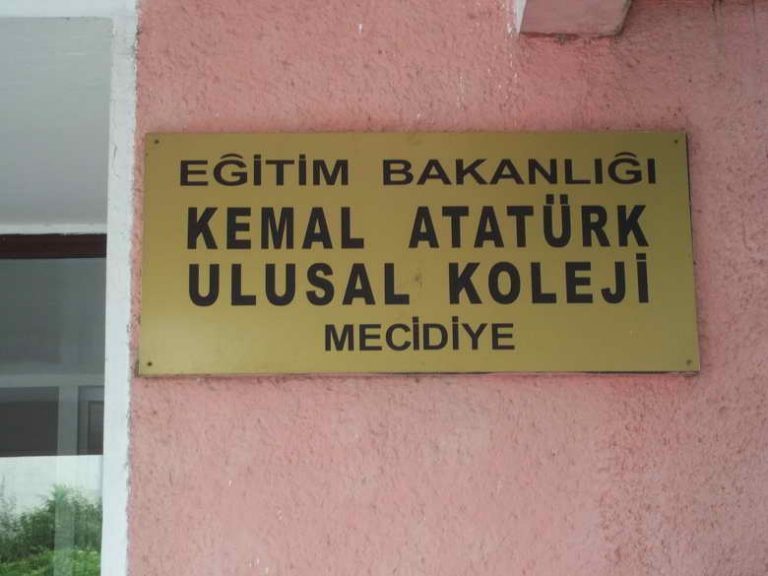 EĞİTİM BAKANLIĞI
KEMAL ATATÜRK
ULUSAL KOLEJİ
MECİDİYE